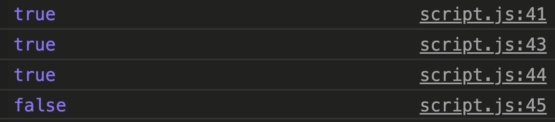 true script.js:41
true script.js:43
true script.js:44
false script.js:45